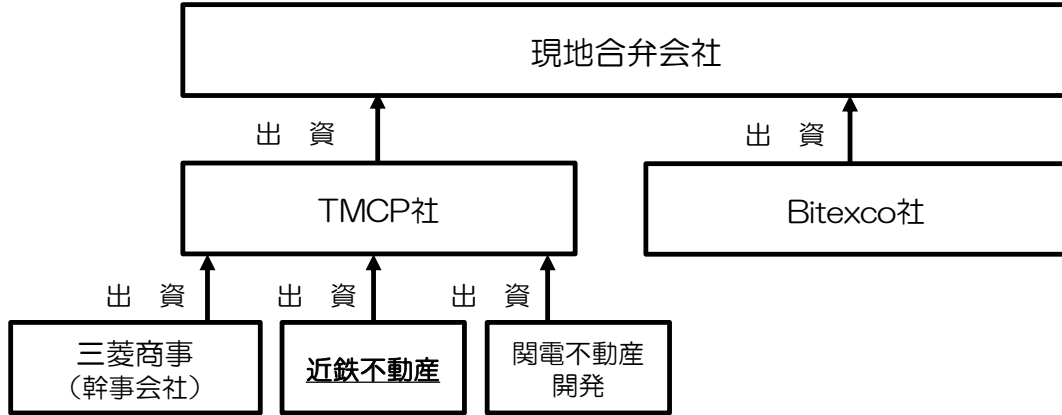 現地合弁会社
出 資
出 資
TMCP社
Bitexco社
出 資
出 資
出 資
三菱商事
（幹事会社）
近鉄不動産
関電不動産
開発